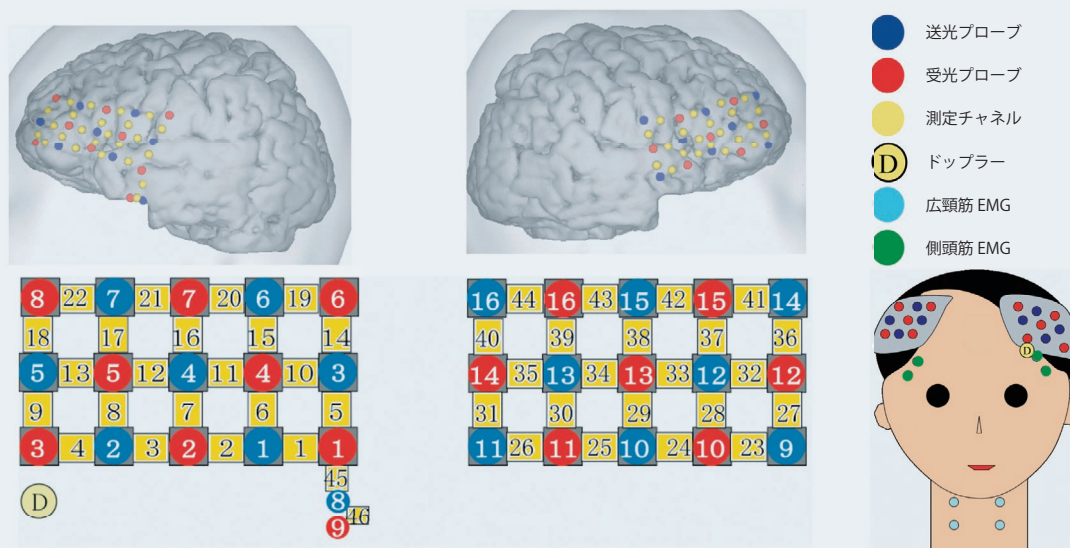 送光プローブ
受光プローブ
測定チャネル
D ドップラー
広頸筋 EMG
側頭筋 EMG
8 22 7 21 7 20 6 19 6
18 17 16 15 14
5 13 5 12 4 11 4 10 3
9 8 7 6 5
3 4 2 3 2 2 1 1 1
45
D 8
46
9
16 44 16 43 15 42 15 41 14
40 39 38 37 36
14 35 13 34 13 33 12 32 12
31 30 29 28 27
11 26 11 25 10 24 10 23 9
D